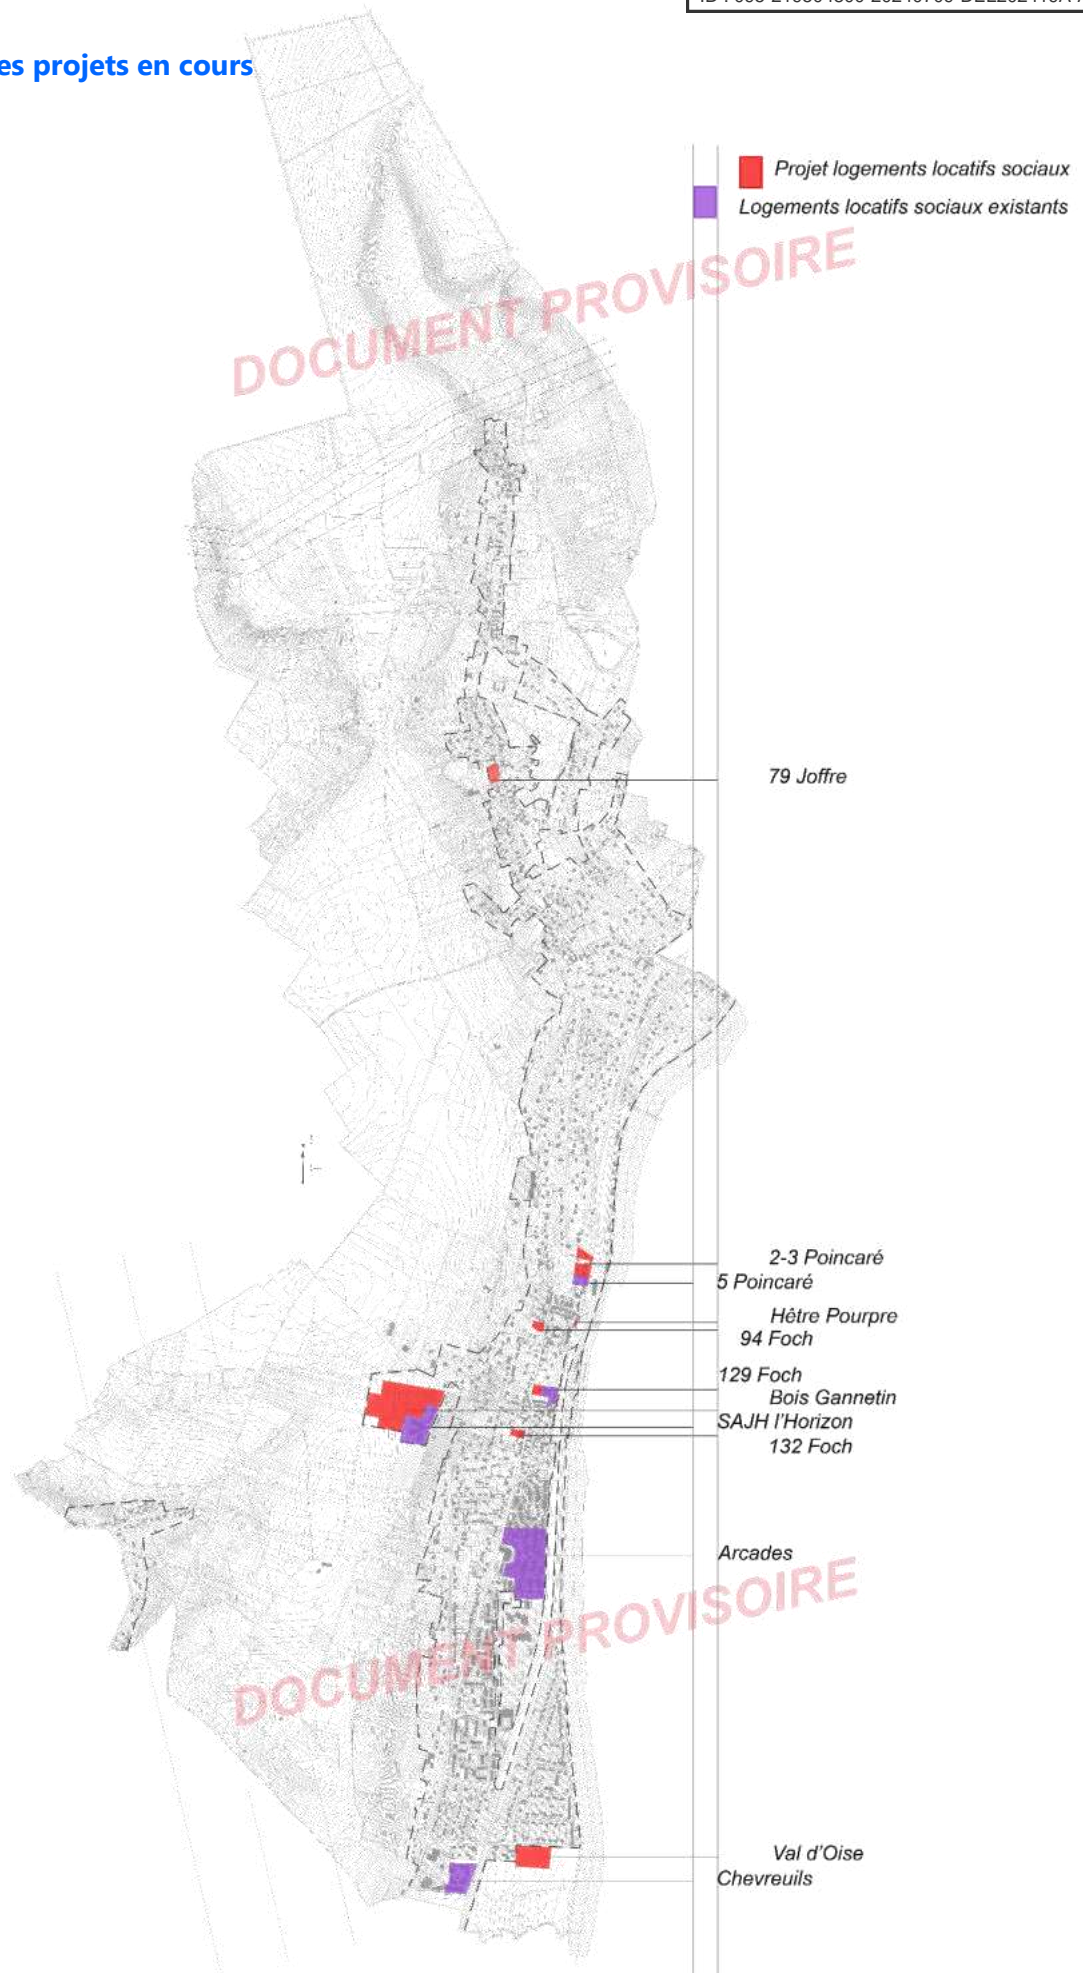 es projets en cours
Projet logements locatifs sociaux
Logements locatifs sociaux existants
DOCUMENT PROVISOIRE
79 Joffre
2-3 Poincaré
5 Poincaré
Hêtre Pourpre
94 Foch
129 Foch
Bois Gannetin
SAJH l'Horizon
132 Foch
Arcades
DOCUMENT PROVISOIRE
Val d'Oise
Chevreuils